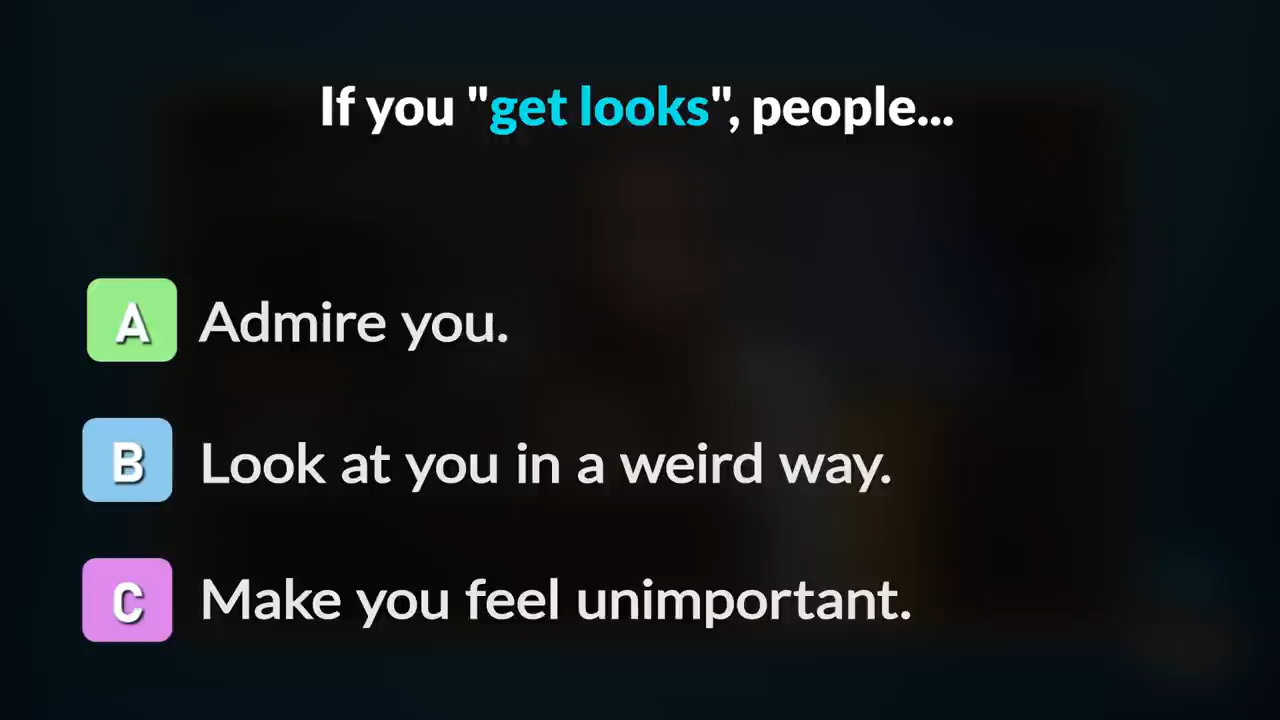 If you "get looks", people...
A Admire you.
B Look at you in a weird way.
C Make you feel unimportant.